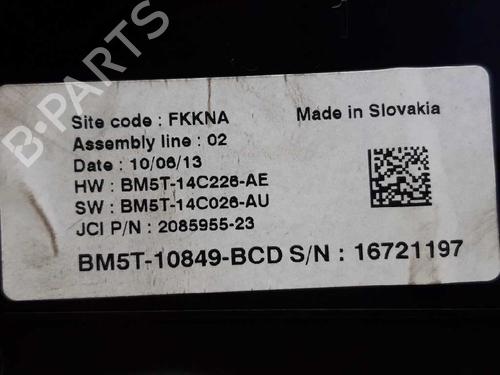 B-PARTS
Site code : FKKNA
Made in Slovakia
Assembly line : 02
Date : 10/06/13
HW : BM5T-14C226-AE
SW : BM5T-14C026-AU
JCI P/N : 2085955-23
BM5T-10849-BCD S/N : 16721197